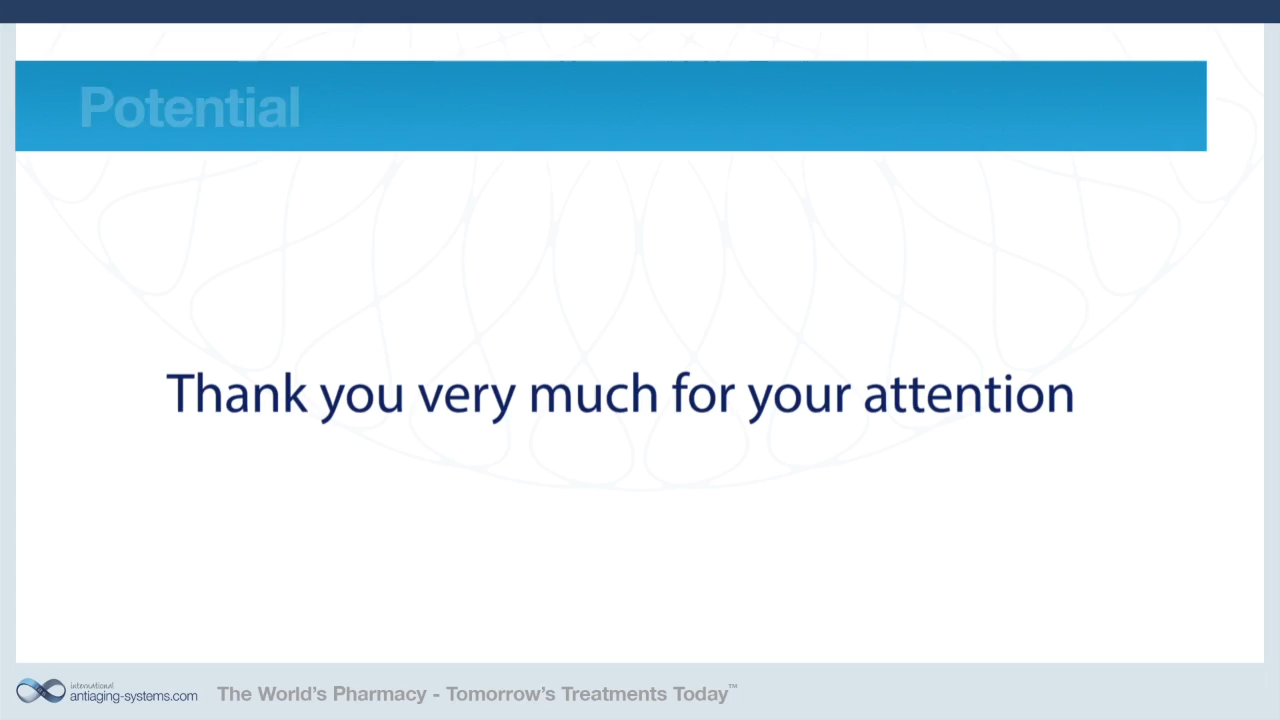 Potential
Thank you very much for your attention
international
antiaging-systems.com
The World's Pharmacy - Tomorrow's Treatments Today™